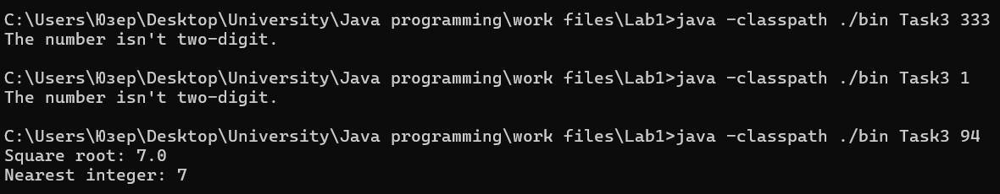 C:\Users\Юзер\Desktop\University\Java programming\work files\Lab1>java -classpath ./bin Task3 333
The number isn't two-digit.
C:\Users\Юзер\Desktop\University\Java programming\work files\Lab1>java -classpath ./bin Task3 1
The number isn't two-digit.
C:\Users\Юзер\Desktop\University\Java programming\work files\Lab1>java -classpath ./bin Task3 94
Square root: 7.0
Nearest integer: 7